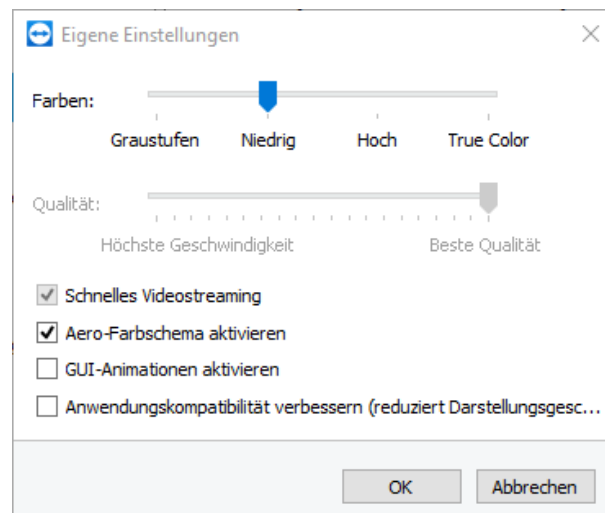 Eigene Einstellungen
Farben:
Graustufen Niedrig Hoch True Color
Qualität:
Höchste Geschwindigkeit Beste Qualität
Schnelles Videostreaming
Aero-Farbschema aktivieren
GUI-Animationen aktivieren
Anwendungskompatibilität verbessern (reduziert Darstellungsgesc...
OK Abbrechen